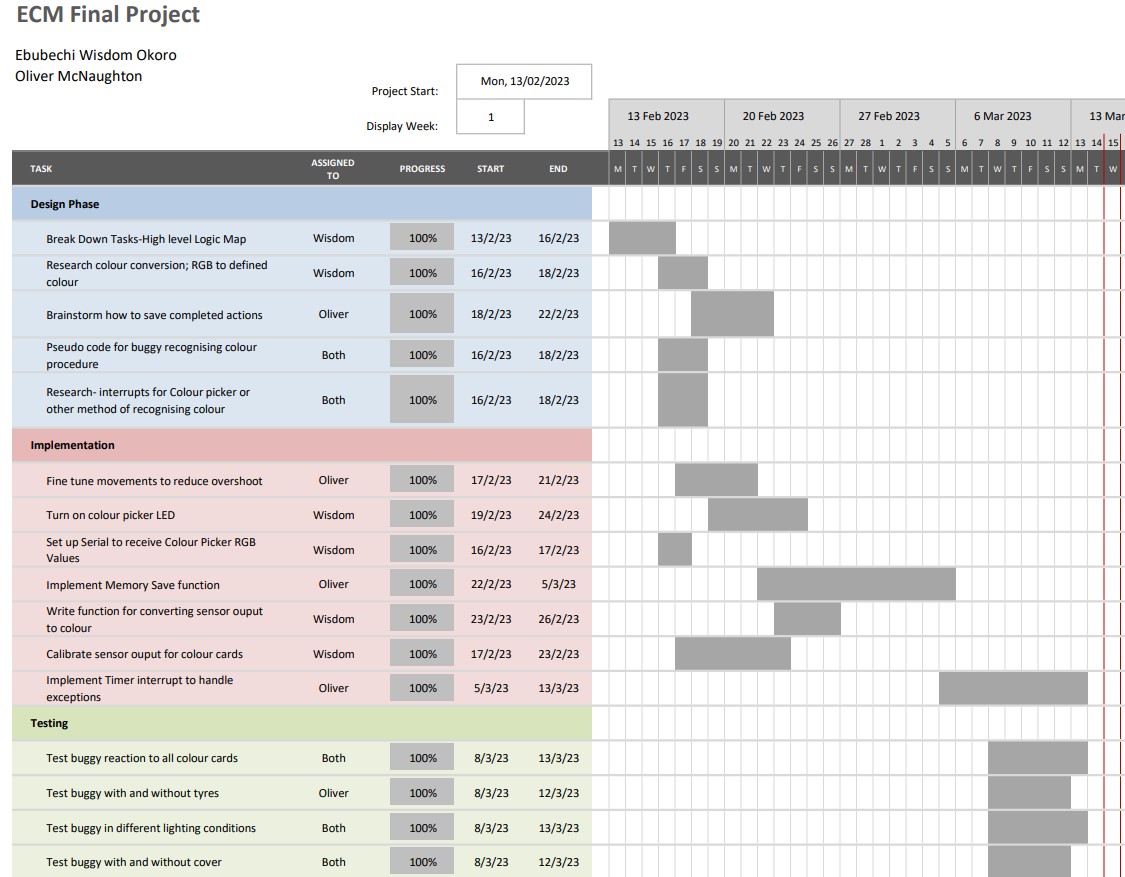 ECM Final Project
Ebubechi Wisdom Okoro
Oliver McNaughton
Project Start: Mon, 13/02/2023
Display Week: 1
13 Feb 2023 20 Feb 2023 27 Feb 2023 6 Mar 2023 13 Mar
13 14 15 16 17 18 19 20 21 22 23 24 25 26 27 28 1 2 3 4 5 6 7 8 9 10 11 12 13 14 15
TASK ASSIGNED TO PROGRESS START END M T W T F S S M T W T F S S M T W T F S S M T W T F S S M T W
Design Phase
Break Down Tasks-High level Logic Map Wisdom 100% 13/2/23 16/2/23
Research colour conversion; RGB to defined
colour Wisdom 100% 16/2/23 18/2/23
Brainstorm how to save completed actions Oliver 100% 18/2/23 22/2/23
Pseudo code for buggy recognising colour
procedure Both 100% 16/2/23 18/2/23
Research- interrupts for Colour picker or
other method of recognising colour Both 100% 16/2/23 18/2/23
Implementation
Fine tune movements to reduce overshoot Oliver 100% 17/2/23 21/2/23
Turn on colour picker LED Wisdom 100% 19/2/23 24/2/23
Set up Serial to receive Colour Picker RGB
Values Wisdom 100% 16/2/23 17/2/23
Implement Memory Save function Oliver 100% 22/2/23 5/3/23
Write function for converting sensor ouput
to colour Wisdom 100% 23/2/23 26/2/23
Calibrate sensor ouput for colour cards Wisdom 100% 17/2/23 23/2/23
Implement Timer interrupt to handle
exceptions Oliver 100% 5/3/23 13/3/23
Testing
Test buggy reaction to all colour cards Both 100% 8/3/23 13/3/23
Test buggy with and without tyres Oliver 100% 8/3/23 12/3/23
Test buggy in different lighting conditions Both 100% 8/3/23 13/3/23
Test buggy with and without cover Both 100% 8/3/23 12/3/23